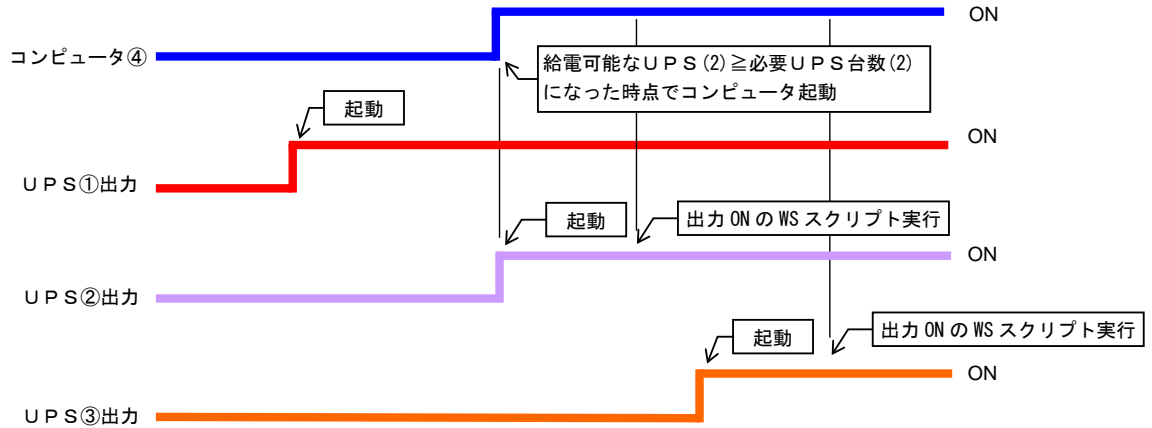 ON
コンピュータ④
給電可能なＵＰＳ(2)≧必要ＵＰＳ台数(2)
になった時点でコンピュータ起動
起動
ON
ＵＰＳ①出力
起動
出力 ON の WS スクリプト実行
ON
ＵＰＳ②出力
起動
出力 ON の WS スクリプト実行
ON
ＵＰＳ③出力